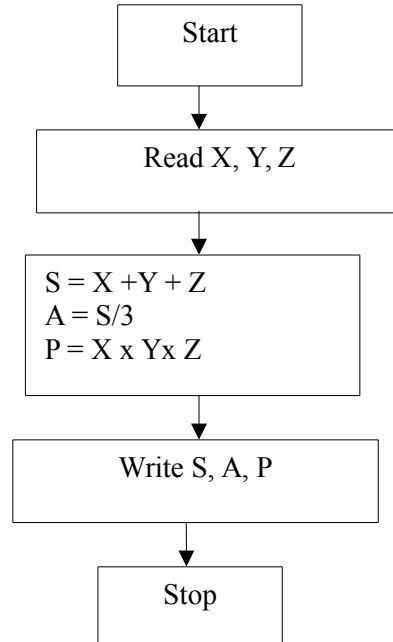 Start
Read X, Y, Z
S = X +Y + Z
A = S/3
P = X x Yx Z
Write S, A, P
Stop